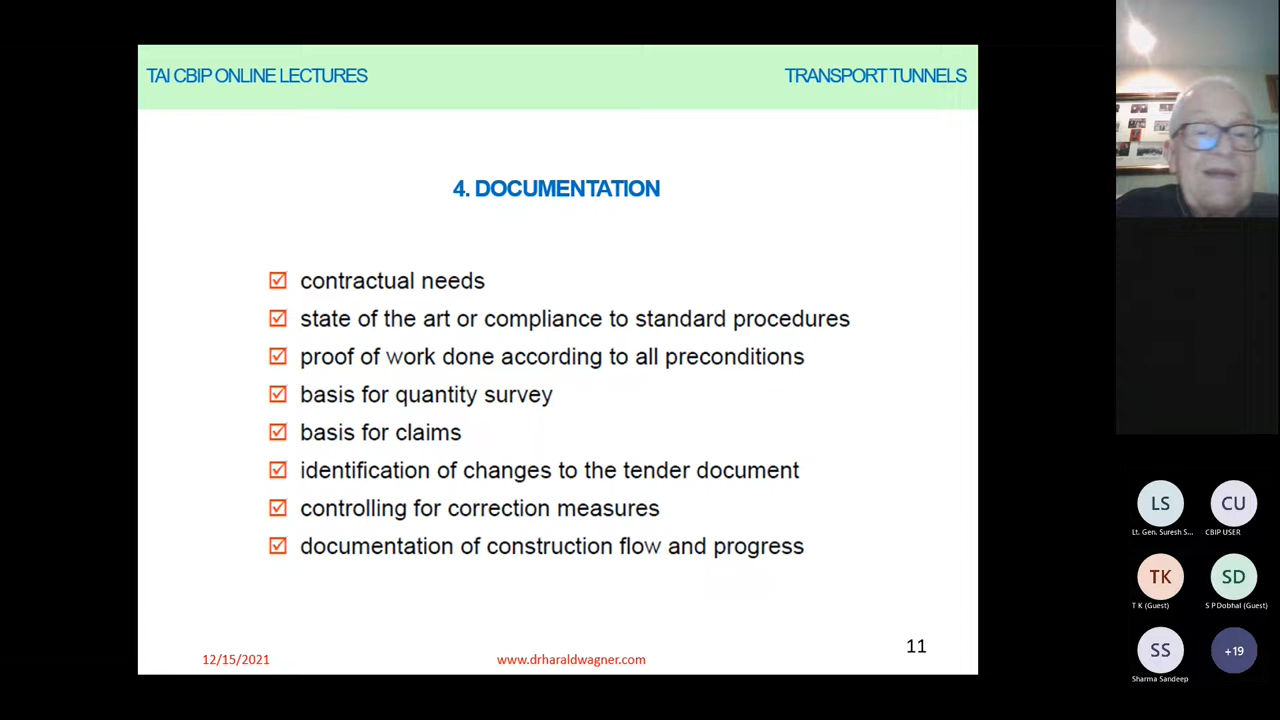 TAI CBIP ONLINE LECTURES
TRANSPORT TUNNELS
4. DOCUMENTATION
contractual needs
state of the art or compliance to standard procedures
proof of work done according to all preconditions
basis for quantity survey
basis for claims
identification of changes to the tender document
controlling for correction measures
documentation of construction flow and progress
12/15/2021
www.drharaldwagner.com
11
LS
CU
Lt. Gen. Suresh S...
CBIP USER
TK
SD
T K (Guest)
S P Dobhal (Guest)
SS
+19
Sharma Sandeep